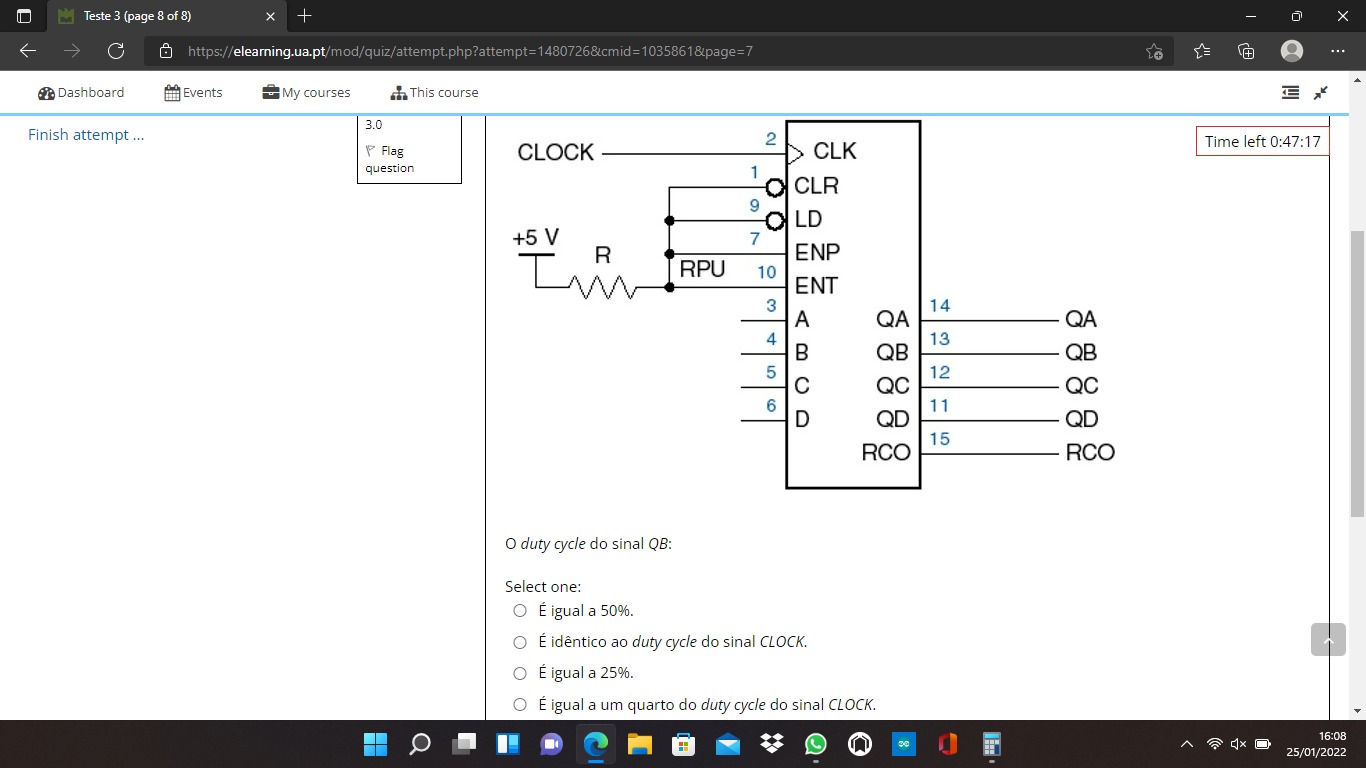 Teste 3 (page 8 of 8)
https://elearning.ua.pt/mod/quiz/attempt.php?attempt=1480726&cmid=1035861&page=7
Dashboard Events My courses This course
Finish attempt ...
3.0
Flag
question
Time left 0:47:17
CLOCK 2 CLK
1 CLR
9 LD
+5 V R 7 ENP
RPU 10 ENT
3 A QA 14 QA
4 B QB 13 QB
5 C QC 12 QC
6 D QD 11 QD
RCO 15 RCO
O duty cycle do sinal QB:
Select one:
É igual a 50%.
É idêntico ao duty cycle do sinal CLOCK.
É igual a 25%.
É igual a um quarto do duty cycle do sinal CLOCK.
16:08
25/01/2022